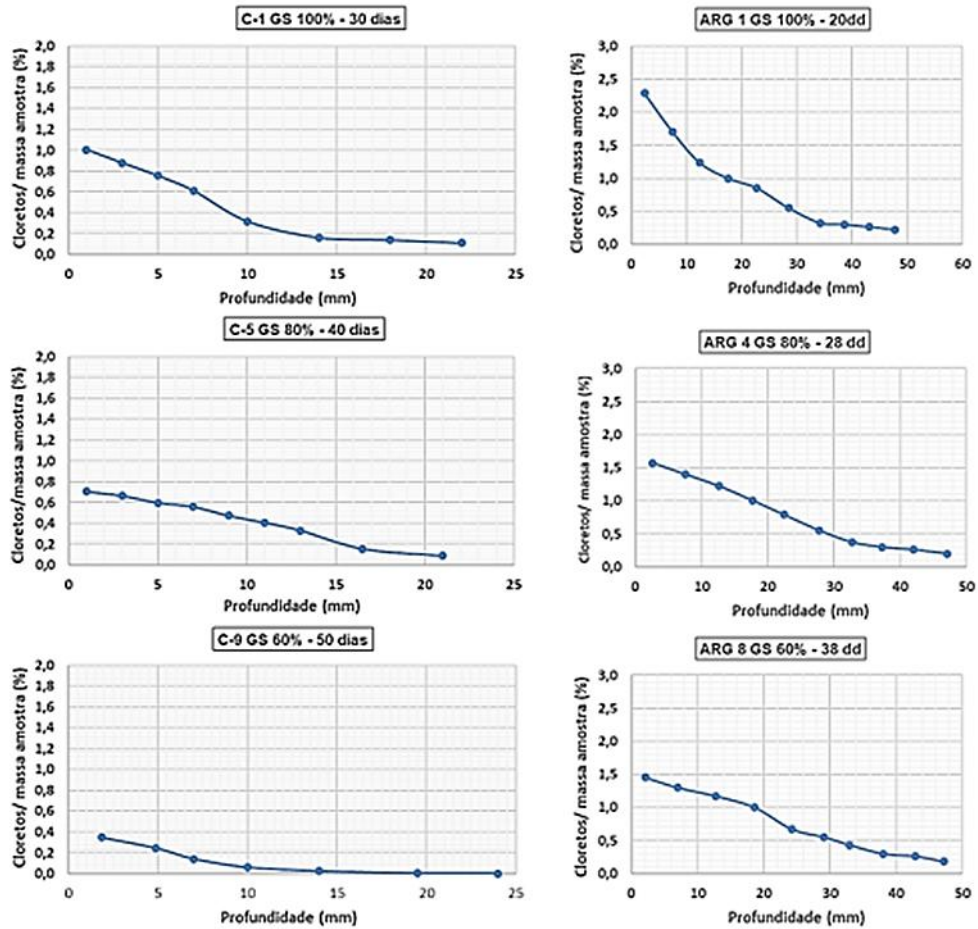 C-1 GS 100% - 30 dias
Cloretos/ massa amostra (%)
2,0
1,8
1,6
1,4
1,2
1,0
0,8
0,6
0,4
0,2
0,0
0 5 10 15 20 25
Profundidade (mm)
ARG 1 GS 100% - 20dd
Cloretos/ massa amostra (%)
3,0
2,5
2,0
1,5
1,0
0,5
0,0
0 10 20 30 40 50 60
Profundidade (mm)
C-5 GS 80% - 40 dias
Cloretos/massa amostra (%)
2,0
1,8
1,6
1,4
1,2
1,0
0,8
0,6
0,4
0,2
0,0
0 5 10 15 20 25
Profundidade (mm)
ARG 4 GS 80% - 28 dd
Cloretos/ massa amostra (%)
3,0
2,5
2,0
1,5
1,0
0,5
0,0
0 10 20 30 40 50
Profundidade (mm)
C-9 GS 60% - 50 dias
Cloretos/ massa amostra (%)
2,0
1,8
1,6
1,4
1,2
1,0
0,8
0,6
0,4
0,2
0,0
0 5 10 15 20 25
Profundidade (mm)
ARG 8 GS 60% - 38 dd
Cloretos/ massa amostra (%)
3,0
2,5
2,0
1,5
1,0
0,5
0,0
0 10 20 30 40 50
Profundidade (mm)